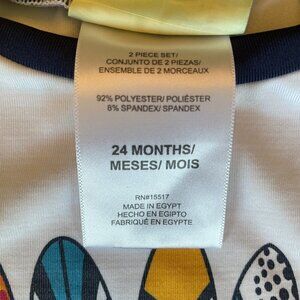 2 PIECE SET/
CONJUNTO DE 2 PIEZAS/
ENSEMBLE DE 2 MORCEAUX
92% POLYESTER/ POLIÉSTER
8% SPANDEX/ SPANDEX
24 MONTHS/
MESES/ MOIS
RN#15517
MADE IN EGYPT
HECHO EN EGIPTO
FABRIQUÉ EN EGYPTE